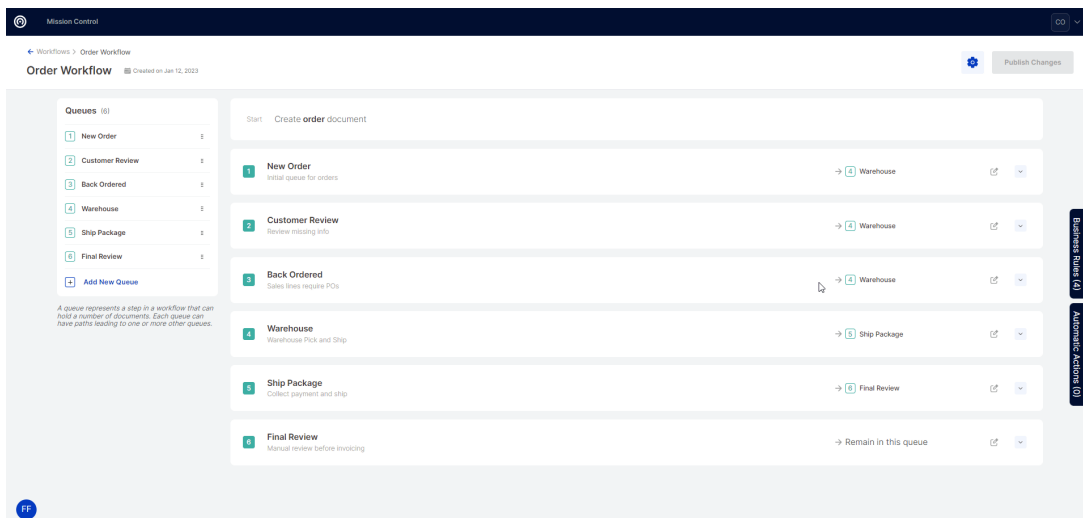 Mission Control
CO
← Workflows > Order Workflow
Order Workflow Created on Jan 12, 2023
Publish Changes
Queues (6)
1 New Order
2 Customer Review
3 Back Ordered
4 Warehouse
5 Ship Package
6 Final Review
+ Add New Queue
A queue represents a step in a workflow that can
hold a number of documents. Each queue can
have paths leading to one or more other queues.
Start Create order document
1 New Order → 4 Warehouse
Initial queue for orders
2 Customer Review → 4 Warehouse
Review missing info
3 Back Ordered → 4 Warehouse
Sales lines require POs
4 Warehouse → 5 Ship Package
Warehouse Pick and Ship
5 Ship Package → 6 Final Review
Collect payment and ship
6 Final Review → Remain in this queue
Manual review before invoicing
Business Rules (4)
Automatic Actions (0)
FF